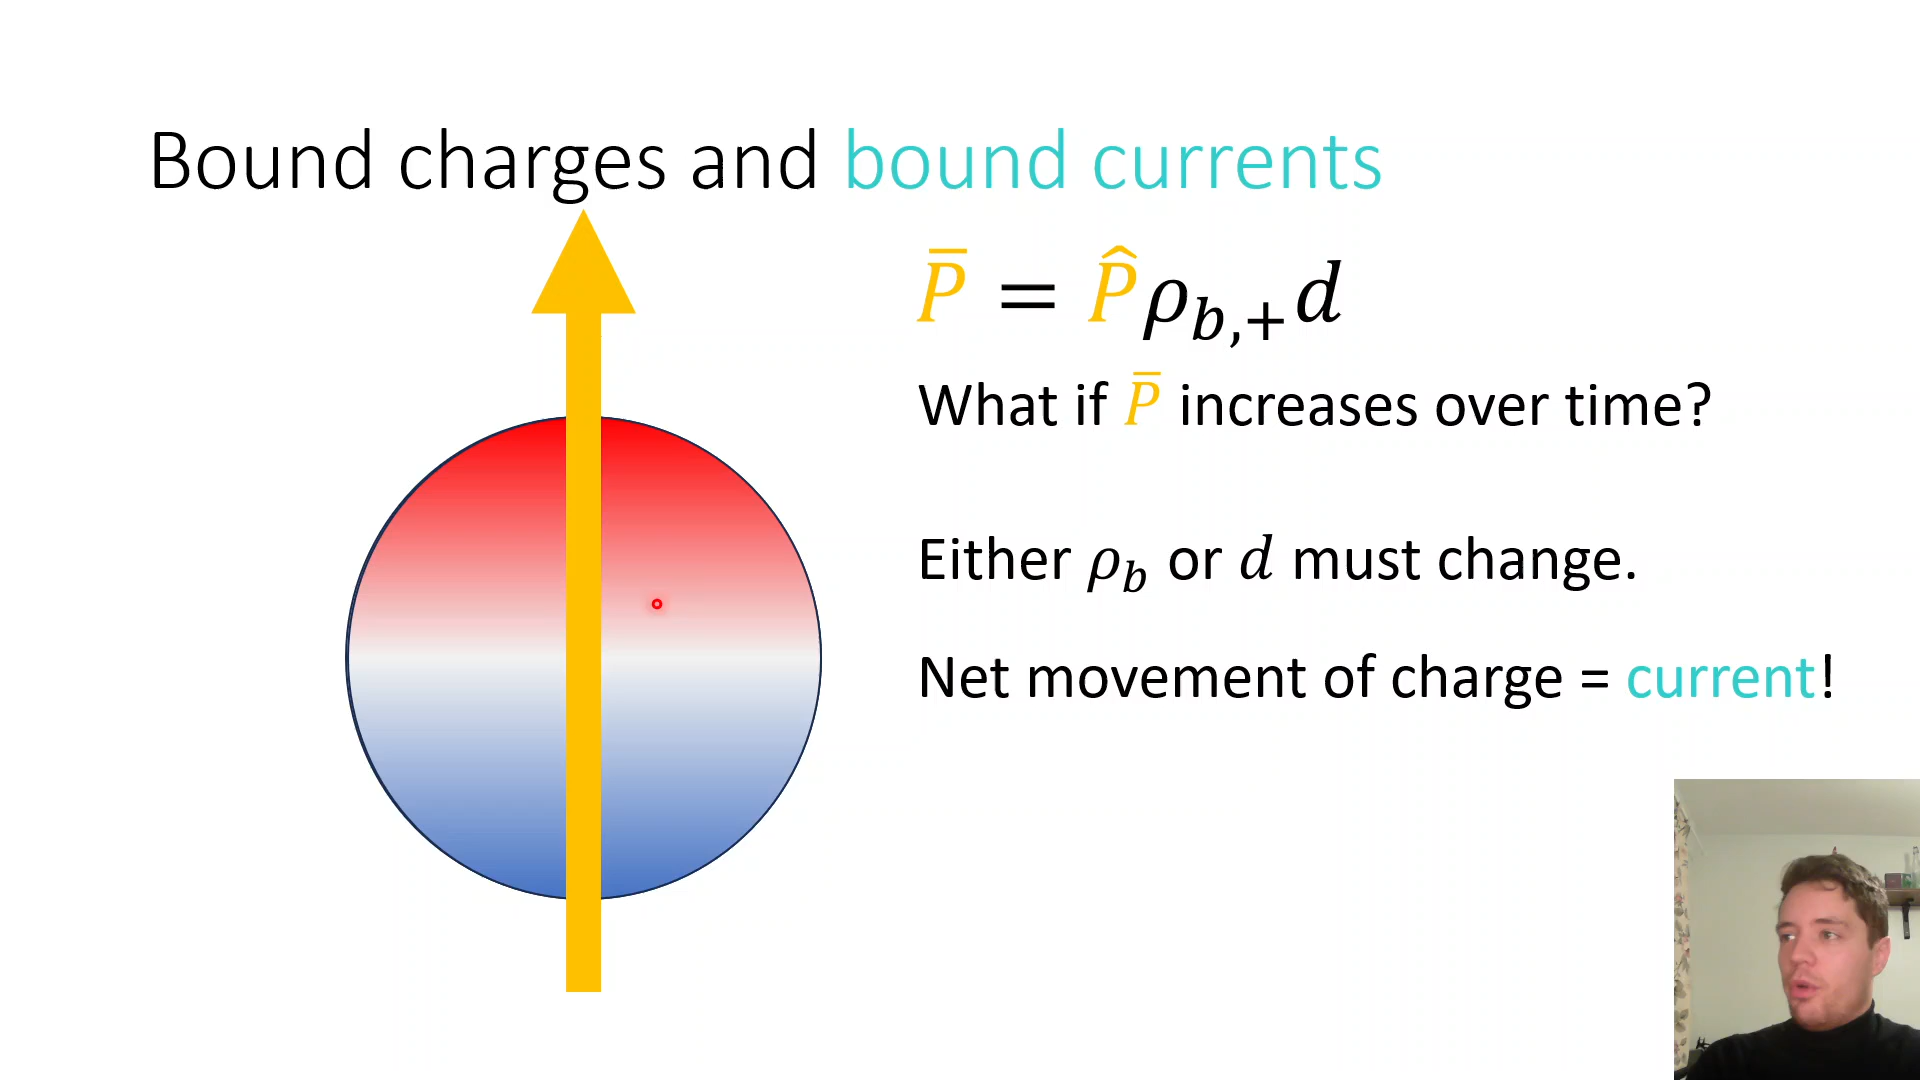 Bound charges and bound currents
P̅ = P̂ρ_{b,+}d
What if P̅ increases over time?
Either ρ_b or d must change.
Net movement of charge = current!